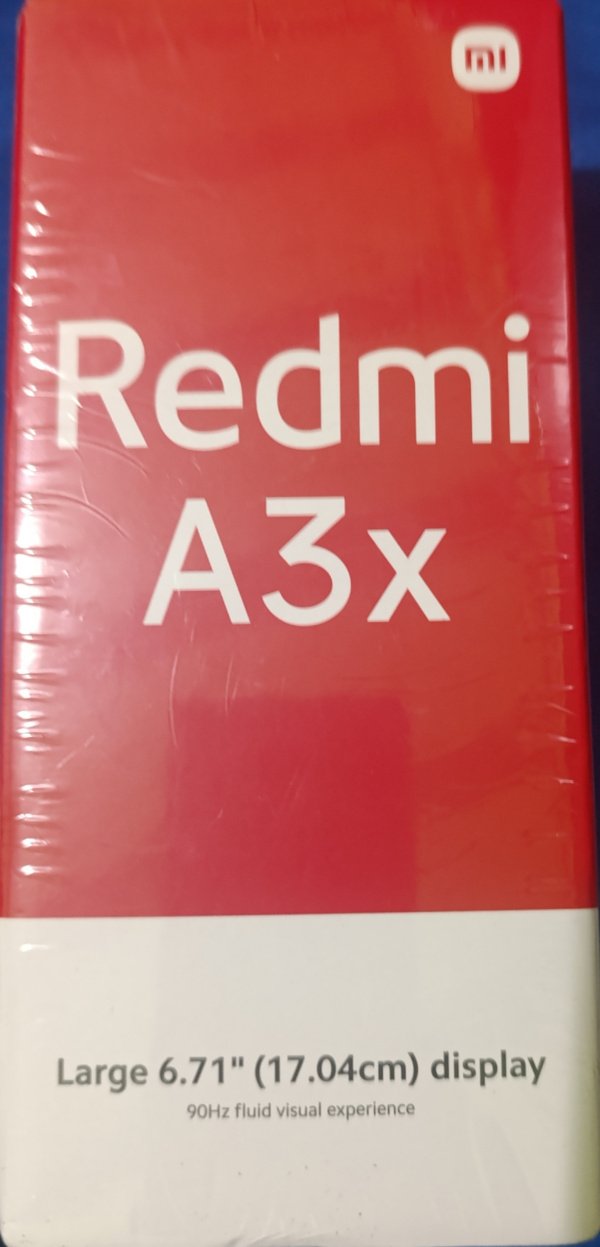 mi
Redmi
A3x
Large 6.71" (17.04cm) display
90Hz fluid visual experience